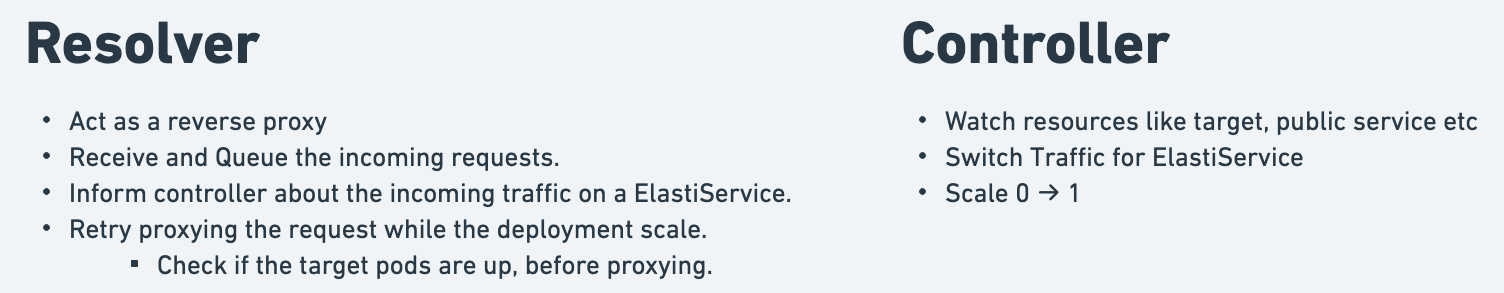 Resolver
• Act as a reverse proxy
• Receive and Queue the incoming requests.
• Inform controller about the incoming traffic on a ElastiService.
• Retry proxying the request while the deployment scale.
▪ Check if the target pods are up, before proxying.
Controller
• Watch resources like target, public service etc
• Switch Traffic for ElastiService
• Scale 0 → 1